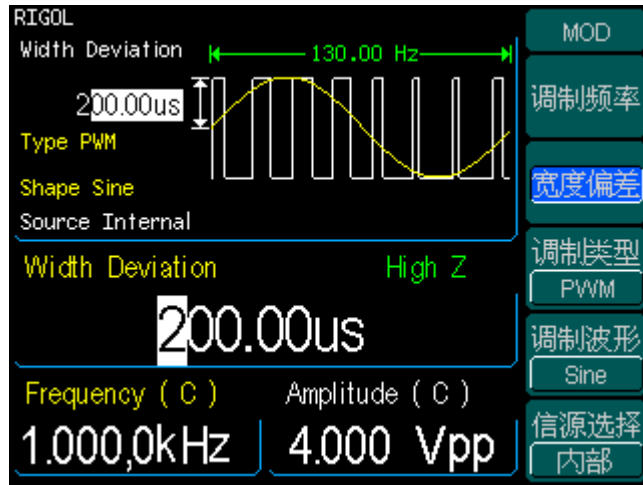 RIGOL
Width Deviation
130.00 Hz
200.00us
Type PWM
Shape Sine
Source Internal
Width Deviation High Z
200.00us
Frequency ( C ) Amplitude ( C )
1.000,0kHz 4.000 Vpp
MOD
调制频率
宽度偏差
调制类型
PWM
调制波形
Sine
信源选择
内部